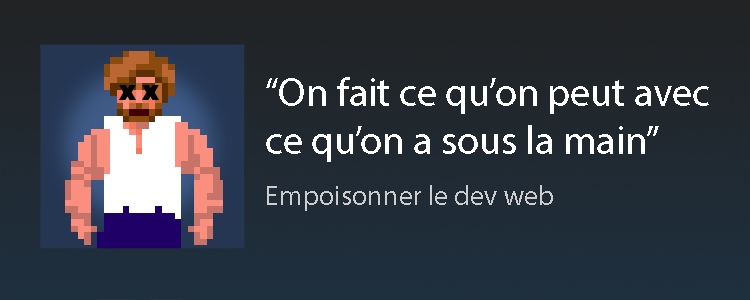 “On fait ce qu’on peut avec
ce qu’on a sous la main”
Empoisonner le dev web